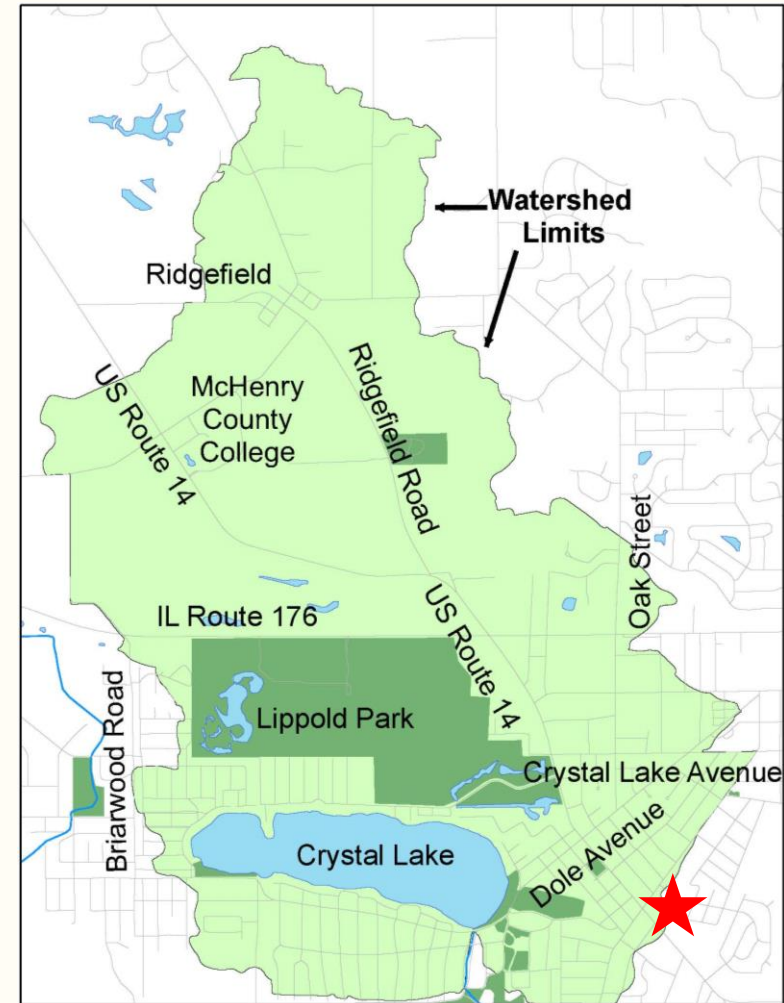 Watershed
Limits
Ridgefield
US Route 14
McHenry
County
College
Ridgefield Road
Oak Street
IL Route 176
US Route 14
Briarwood Road
Lippold Park
Crystal Lake Avenue
Crystal Lake
Dole Avenue